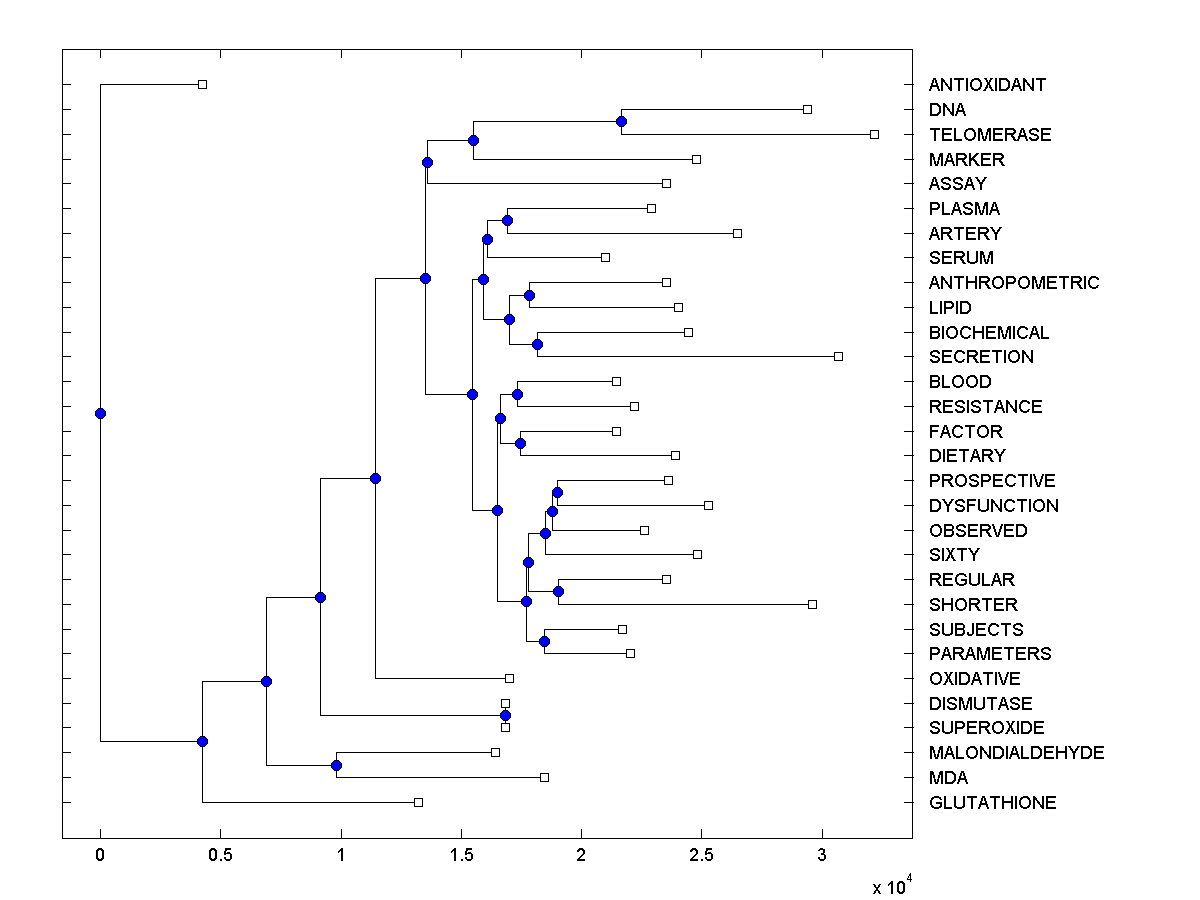 ANTIOXIDANT
DNA
TELOMERASE
MARKER
ASSAY
PLASMA
ARTERY
SERUM
ANTHROPOMETRIC
LIPID
BIOCHEMICAL
SECRETION
BLOOD
RESISTANCE
FACTOR
DIETARY
PROSPECTIVE
DYSFUNCTION
OBSERVED
SIXTY
REGULAR
SHORTER
SUBJECTS
PARAMETERS
OXIDATIVE
DISMUTASE
SUPEROXIDE
MALONDIALDEHYDE
MDA
GLUTATHIONE
0 0.5 1 1.5 2 2.5 3
x 10^4